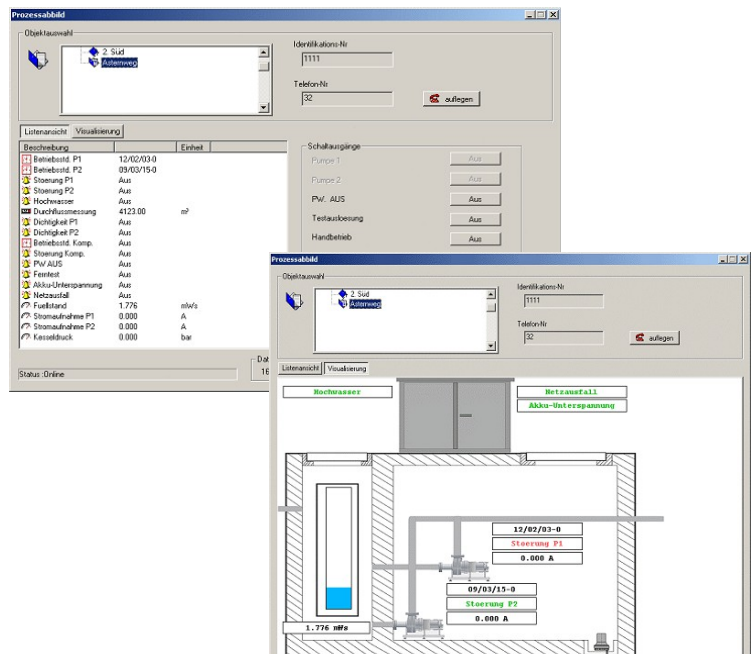 Prozessabbild
Objektauswahl
2. Süd
Asternweg
Identifikations-Nr
1111
Telefon-Nr
32
auflegen
Listenansicht Visualisierung
Beschreibung Einheit
Betriebsstd. P1 12/02/03-0
Betriebsstd. P2 09/03/15-0
Stoerung P1 Aus
Stoerung P2 Aus
Hochwasser Aus
Durchflussmessung 4123.00 m³
Dichtigkeit P1 Aus
Dichtigkeit P2 Aus
Betriebsstd. Komp. Aus
Stoerung Komp. Aus
PW AUS Aus
Ferntest Aus
Akku-Unterspannung Aus
Netzausfall Aus
Fuellstand 1.776 mWs
Stromaufnahme P1 0.000 A
Stromaufnahme P2 0.000 A
Kesseldruck 0.000 bar
Schaltausgänge
Pumpe 1 Aus
Pumpe 2 Aus
PW. AUS Aus
Testausloesung Aus
Handbetrieb Aus
Status :Online
Dat
16
Prozessabbild
Objektauswahl
2. Süd
Asternweg
Identifikations-Nr
1111
Telefon-Nr
32
auflegen
Listenansicht Visualisierung
Hochwasser
Netzausfall
Akku-Unterspannung
12/02/03-0
Stoerung P1
0.000 A
09/03/15-0
Stoerung P2
0.000 A
1.776 mWs